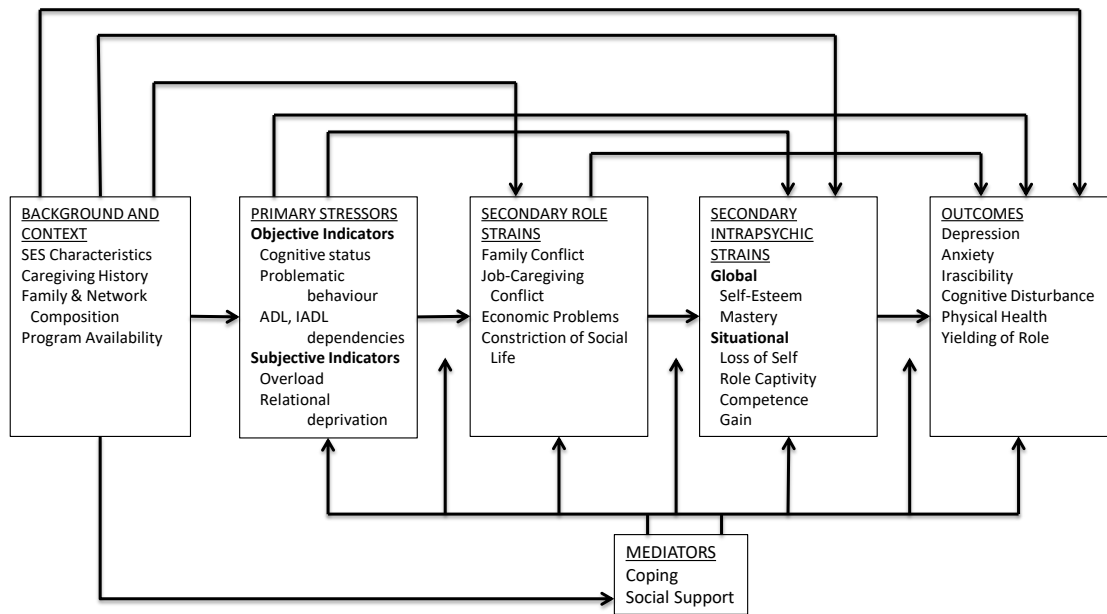 BACKGROUND AND
CONTEXT
SES Characteristics
Caregiving History
Family & Network
Composition
Program Availability
PRIMARY STRESSORS
Objective Indicators
Cognitive status
Problematic
behaviour
ADL, IADL
dependencies
Subjective Indicators
Overload
Relational
deprivation
SECONDARY ROLE
STRAINS
Family Conflict
Job-Caregiving
Conflict
Economic Problems
Constriction of Social
Life
SECONDARY
INTRAPSYCHIC
STRAINS
Global
Self-Esteem
Mastery
Situational
Loss of Self
Role Captivity
Competence
Gain
OUTCOMES
Depression
Anxiety
Irascibility
Cognitive Disturbance
Physical Health
Yielding of Role
MEDIATORS
Coping
Social Support